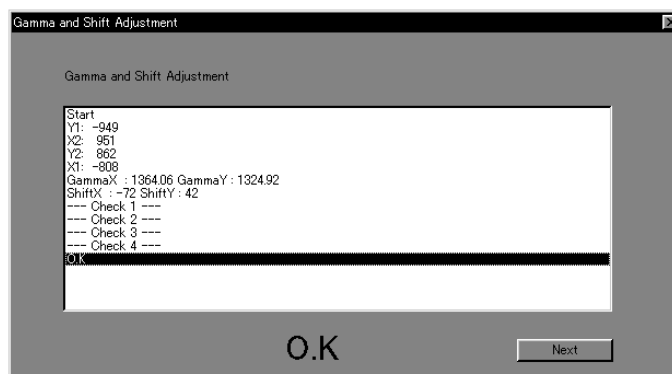 Gamma and Shift Adjustment
Gamma and Shift Adjustment
Start
Y1: -949
X2: 951
Y2: 862
X1: -808
GammaX : 1364.06 GammaY : 1324.92
ShiftX : -72 ShiftY : 42
--- Check 1 ---
--- Check 2 ---
--- Check 3 ---
--- Check 4 ---
O.K
O.K
Next